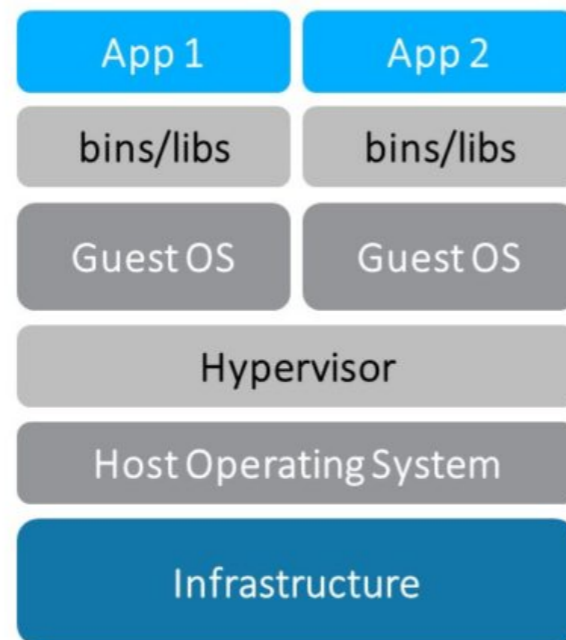 App 1
App 2
bins/libs
bins/libs
Guest OS
Guest OS
Hypervisor
Host Operating System
Infrastructure